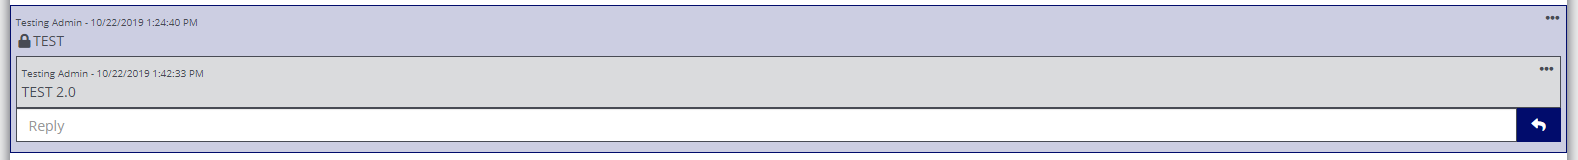 Testing Admin - 10/22/2019 1:24:40 PM
TEST
Testing Admin - 10/22/2019 1:42:33 PM
TEST 2.0
Reply